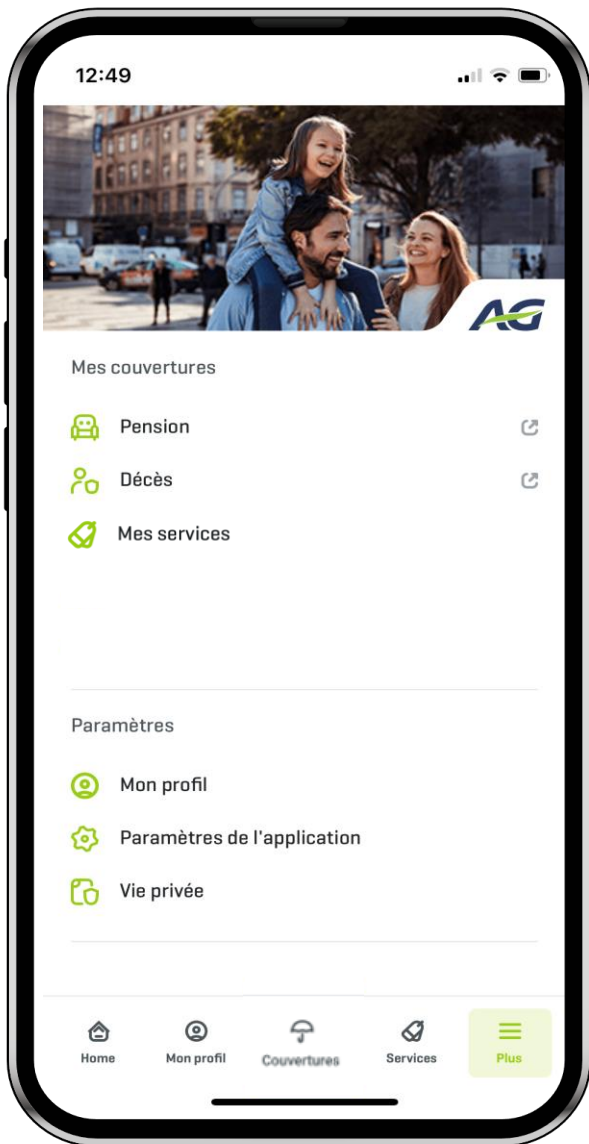 12:49
AG
Mes couvertures
Pension
Décès
Mes services
Paramètres
Mon profil
Paramètres de l'application
Vie privée
Home
Mon profil
Couvertures
Services
Plus